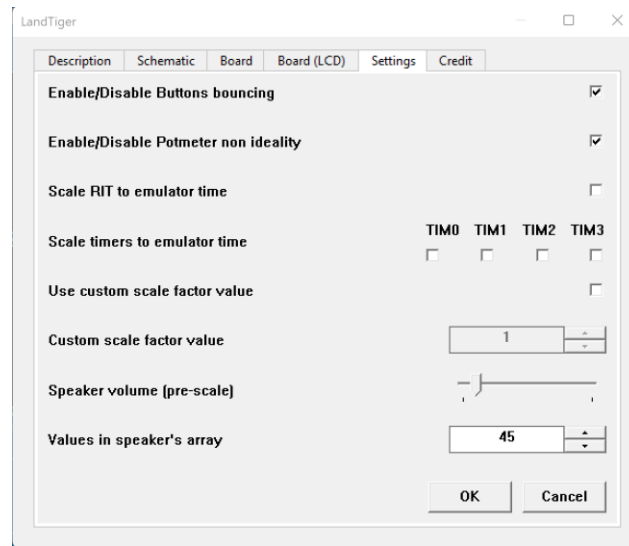 LandTiger
Description Schematic Board Board (LCD) Settings Credit
Enable/Disable Buttons bouncing
Enable/Disable Potmeter non ideality
Scale RIT to emulator time
TIM0 TIM1 TIM2 TIM3
Scale timers to emulator time
Use custom scale factor value
Custom scale factor value 1
Speaker volume (pre-scale)
Values in speaker's array 45
OK Cancel